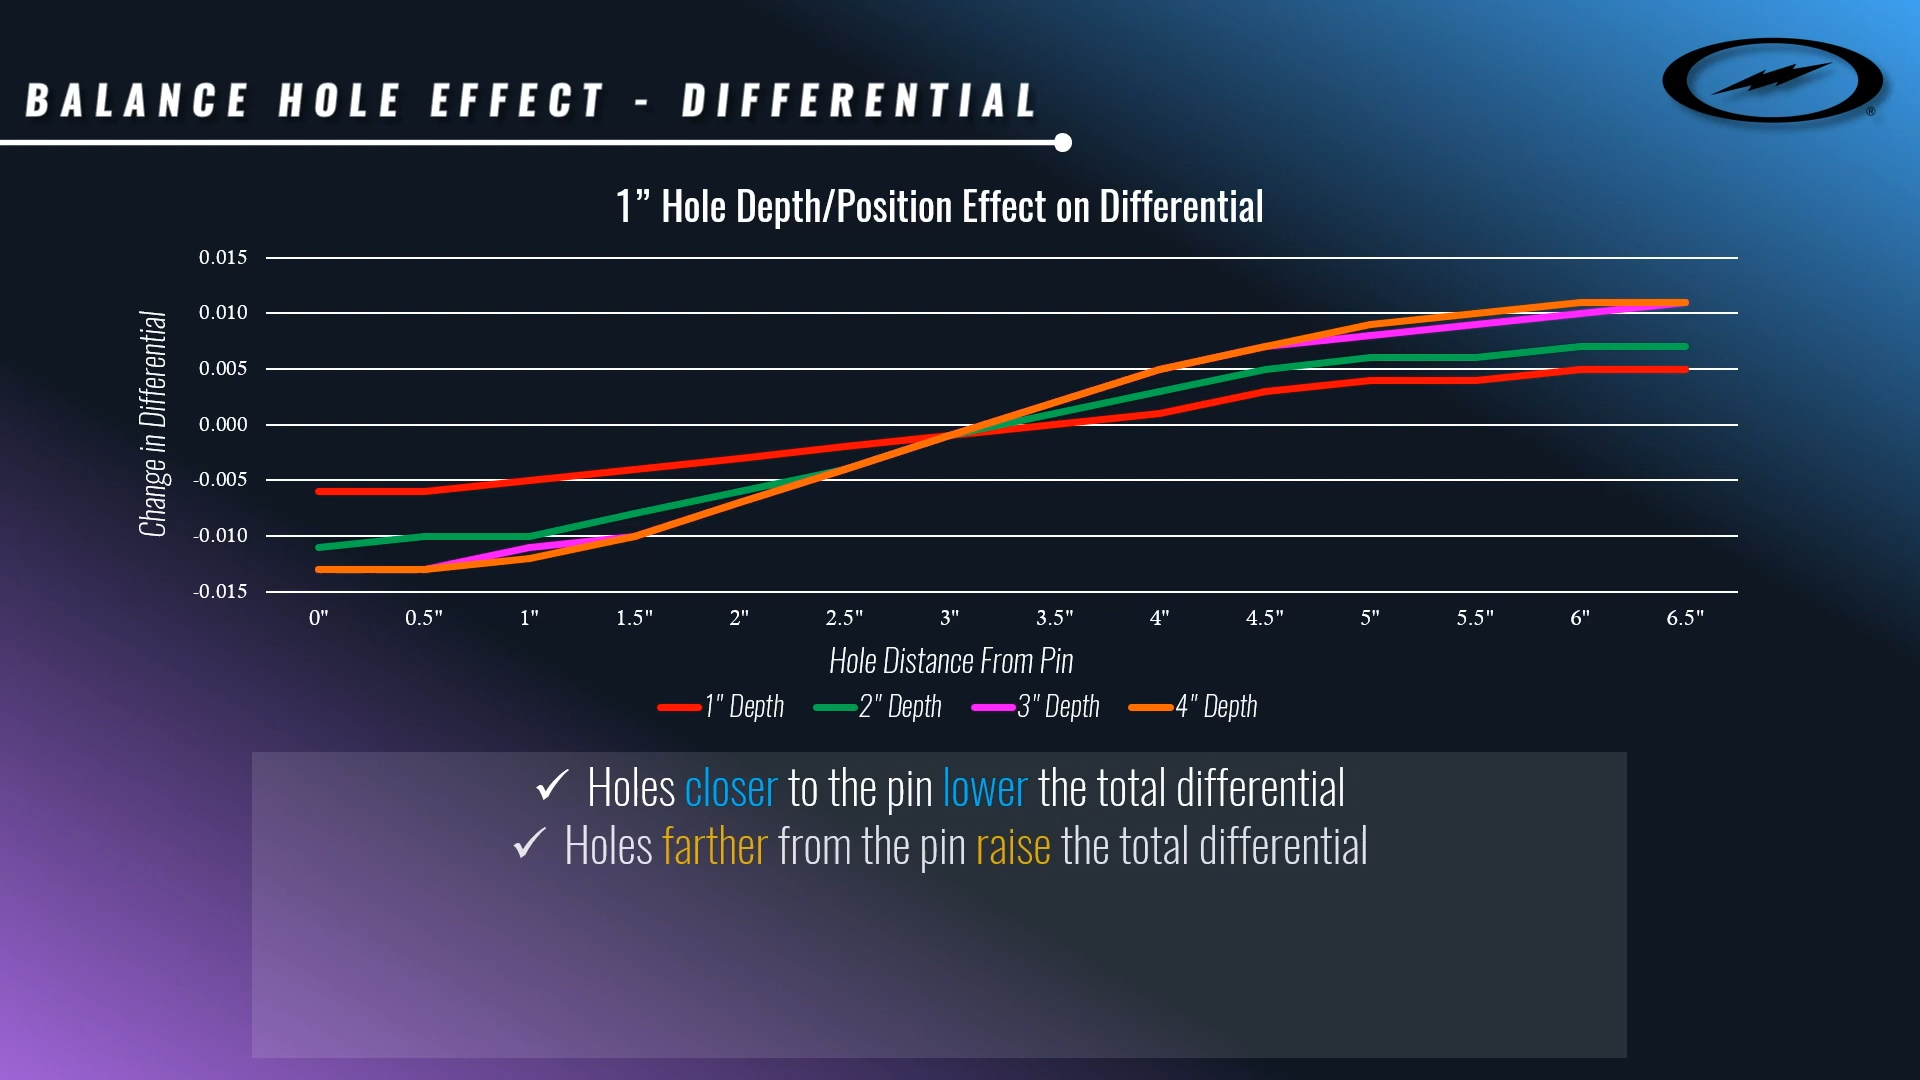 BALANCE HOLE EFFECT - DIFFERENTIAL
®
1” Hole Depth/Position Effect on Differential
Change in Differential
0.015
0.010
0.005
0.000
-0.005
-0.010
-0.015
0" 0.5" 1" 1.5" 2" 2.5" 3" 3.5" 4" 4.5" 5" 5.5" 6" 6.5"
Hole Distance From Pin
1" Depth 2" Depth 3" Depth 4" Depth
✓ Holes closer to the pin lower the total differential
✓ Holes farther from the pin raise the total differential